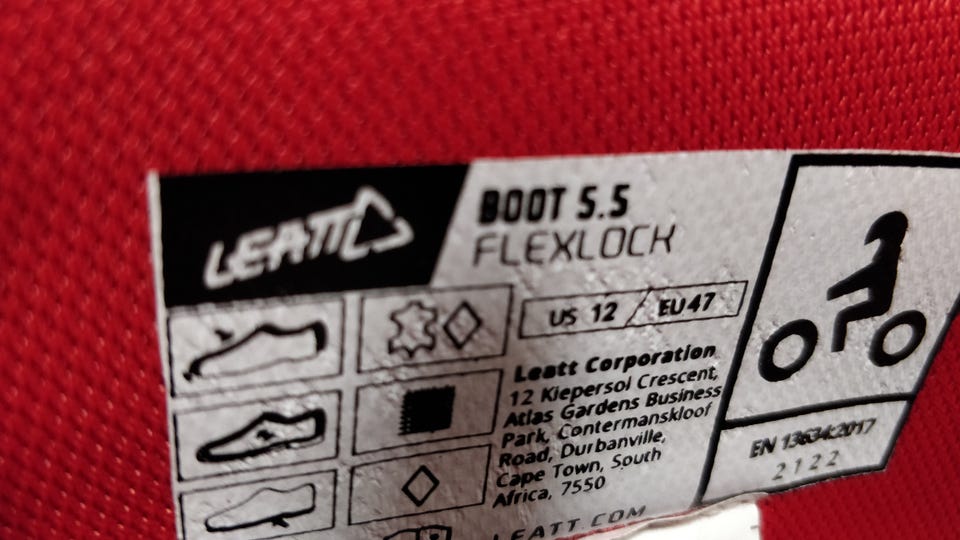 LEATT
BOOT 5.5
FLEXLOCK
US 12 / EU 47
Leatt Corporation
12 Kiepersol Crescent,
Atlas Gardens Business
Park, Contermanskloof
Road, Durbanville,
Cape Town, South
Africa, 7550
LEATT.COM
EN 13634:2017
2122